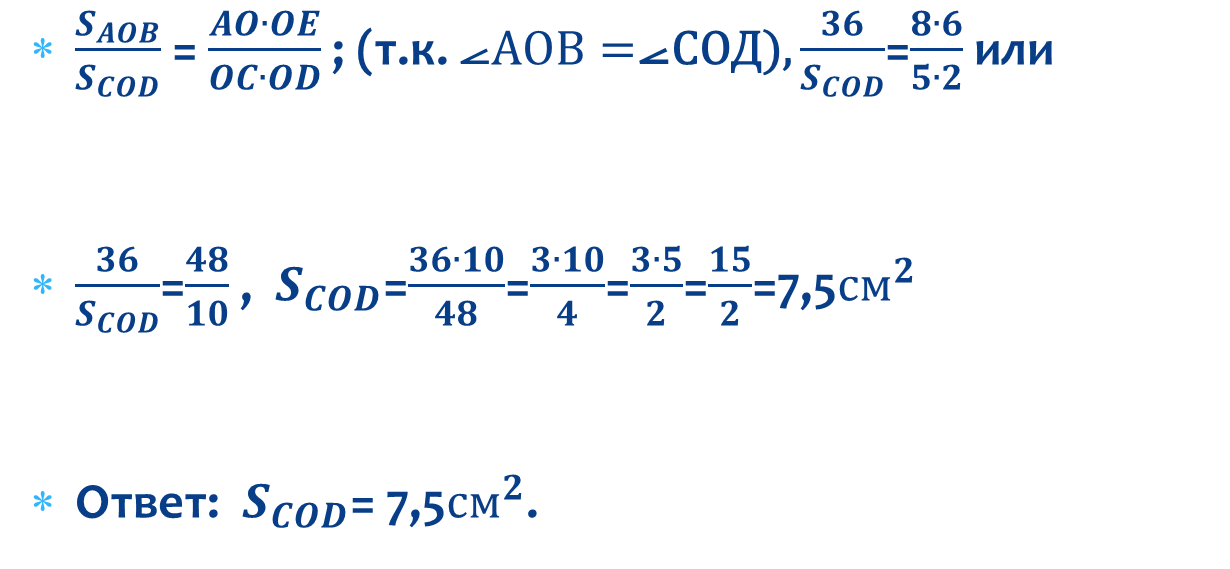 * S_AOB/S_COD = AO·OE/OC·OD ; (т.к. ∠AOB =∠СОД), 36/S_COD=8·6/5·2 или
* 36/S_COD=48/10 , S_COD=36·10/48=3·10/4=3·5/2=15/2=7,5см²
* Ответ: S_COD= 7,5см².